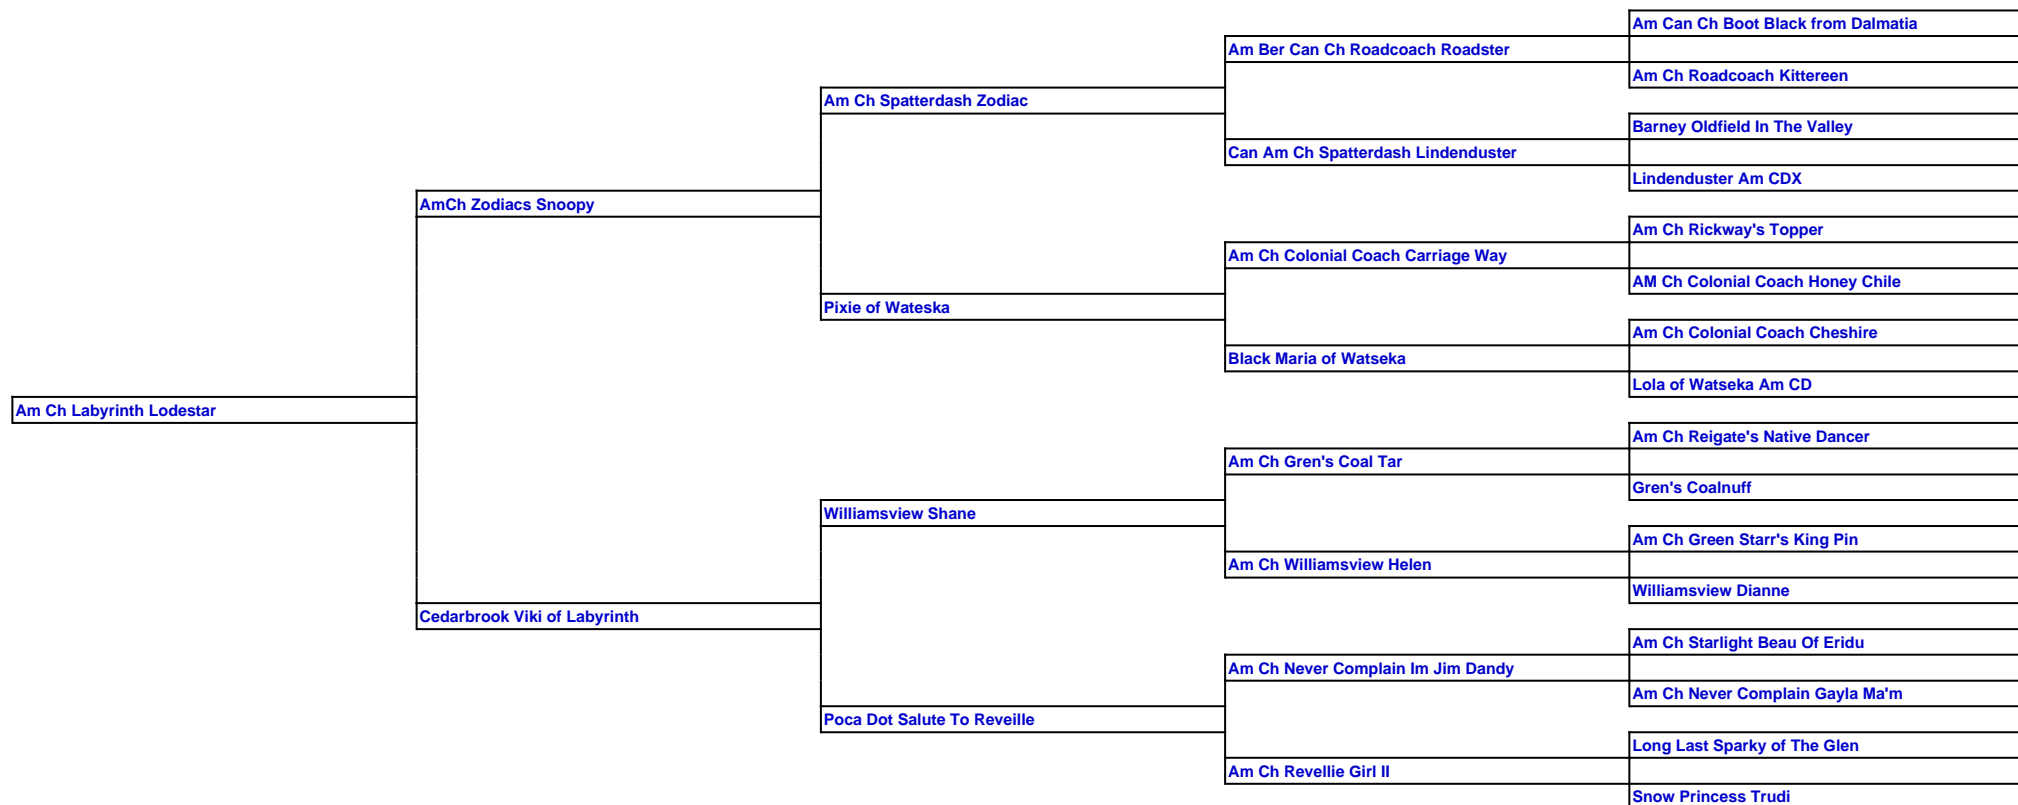 Am Can Ch Boot Black from Dalmatia
Am Ber Can Ch Roadcoach Roadster
Am Ch Roadcoach Kittereen
Am Ch Spatterdash Zodiac
Barney Oldfield In The Valley
Can Am Ch Spatterdash Lindenduster
Lindenduster Am CDX
AmCh Zodiacs Snoopy
Am Ch Rickway's Topper
Am Ch Colonial Coach Carriage Way
AM Ch Colonial Coach Honey Chile
Pixie of Wateska
Am Ch Colonial Coach Cheshire
Black Maria of Watseka
Lola of Watseka Am CD
Am Ch Labyrinth Lodestar
Am Ch Reigate's Native Dancer
Am Ch Gren's Coal Tar
Gren's Coalnuff
Williamsview Shane
Am Ch Green Starr's King Pin
Am Ch Williamsview Helen
Williamsview Dianne
Cedarbrook Viki of Labyrinth
Am Ch Starlight Beau Of Eridu
Am Ch Never Complain Im Jim Dandy
Am Ch Never Complain Gayla Ma'm
Poca Dot Salute To Reveille
Long Last Sparky of The Glen
Am Ch Revellie Girl II
Snow Princess Trudi